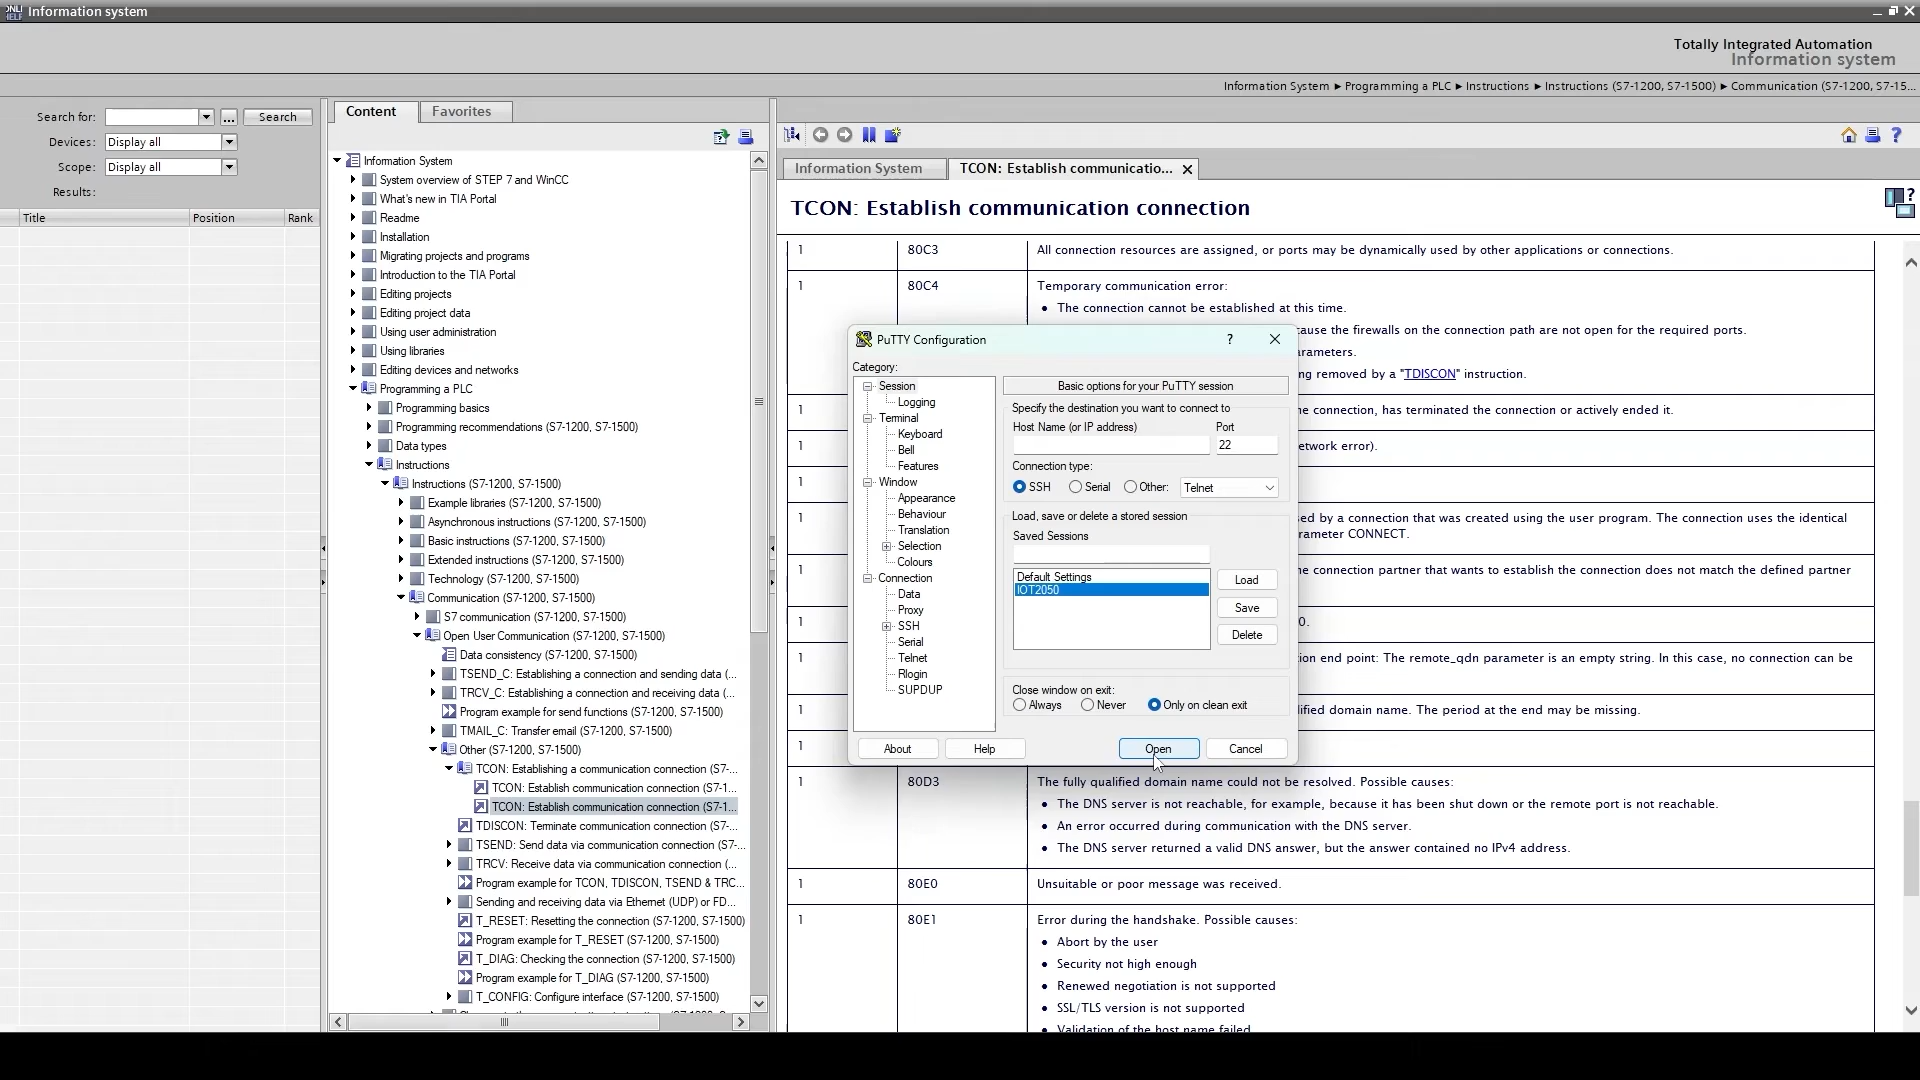 Information system
Totally Integrated Automation
Information system
Information System ▸ Programming a PLC ▸ Instructions ▸ Instructions (S7-1200, S7-1500) ▸ Communication (S7-1200, S7-15...
Search for:
...
Search
Devices:
Display all
Scope:
Display all
Results:
Title
Position
Rank
Content
Favorites
Information System
System overview of STEP 7 and WinCC
What's new in TIA Portal
Readme
Installation
Migrating projects and programs
Introduction to the TIA Portal
Editing projects
Editing project data
Using user administration
Using libraries
Editing devices and networks
Programming a PLC
Programming basics
Programming recommendations (S7-1200, S7-1500)
Data types
Instructions
Instructions (S7-1200, S7-1500)
Example libraries (S7-1200, S7-1500)
Asynchronous instructions (S7-1200, S7-1500)
Basic instructions (S7-1200, S7-1500)
Extended instructions (S7-1200, S7-1500)
Technology (S7-1200, S7-1500)
Communication (S7-1200, S7-1500)
S7 communication (S7-1200, S7-1500)
Open User Communication (S7-1200, S7-1500)
Data consistency (S7-1200, S7-1500)
TSEND_C: Establishing a connection and sending data (...
TRCV_C: Establishing a connection and receiving data (...
Program example for send functions (S7-1200, S7-1500)
TMAIL_C: Transfer email (S7-1200, S7-1500)
Other (S7-1200, S7-1500)
TCON: Establishing a communication connection (S7-...
TCON: Establish communication connection (S7-1...
TCON: Establish communication connection (S7-1...
TDISCON: Terminate communication connection (S7-...
TSEND: Send data via communication connection (S7-...
TRCV: Receive data via communication connection (...
Program example for TCON, TDISCON, TSEND & TRC...
Sending and receiving data via Ethernet (UDP) or FD...
T_RESET: Resetting the connection (S7-1200, S7-1500)
Program example for T_RESET (S7-1200, S7-1500)
T_DIAG: Checking the connection (S7-1200, S7-1500)
Program example for T_DIAG (S7-1200, S7-1500)
T_CONFIG: Configure interface (S7-1200, S7-1500)
Information System
TCON: Establish communicatio...
TCON: Establish communication connection
1 80C3 All connection resources are assigned, or ports may be dynamically used by other applications or connections.
1 80C4 Temporary communication error:
• The connection cannot be established at this time.
cause the firewalls on the connection path are not open for the required ports.
arameters.
ng removed by a "TDISCON" instruction.
1 he connection, has terminated the connection or actively ended it.
1 etwork error).
1
1 sed by a connection that was created using the user program. The connection uses the identical
rameter CONNECT.
1 he connection partner that wants to establish the connection does not match the defined partner
1 0.
1 ion end point: The remote_qdn parameter is an empty string. In this case, no connection can be
1 lified domain name. The period at the end may be missing.
1
1 80D3 The fully qualified domain name could not be resolved. Possible causes:
• The DNS server is not reachable, for example, because it has been shut down or the remote port is not reachable.
• An error occurred during communication with the DNS server.
• The DNS server returned a valid DNS answer, but the answer contained no IPv4 address.
1 80E0 Unsuitable or poor message was received.
1 80E1 Error during the handshake. Possible causes:
• Abort by the user
• Security not high enough
• Renewed negotiation is not supported
• SSL/TLS version is not supported
• Validation of the host name failed
PuTTY Configuration
Category:
Session
Logging
Terminal
Keyboard
Bell
Features
Window
Appearance
Behaviour
Translation
Selection
Colours
Connection
Data
Proxy
SSH
Serial
Telnet
Rlogin
SUPDUP
Basic options for your PuTTY session
Specify the destination you want to connect to
Host Name (or IP address)
Port
22
Connection type:
SSH
Serial
Other:
Telnet
Load, save or delete a stored session
Saved Sessions
Default Settings
IOT2050
Load
Save
Delete
Close window on exit:
Always
Never
Only on clean exit
About
Help
Open
Cancel